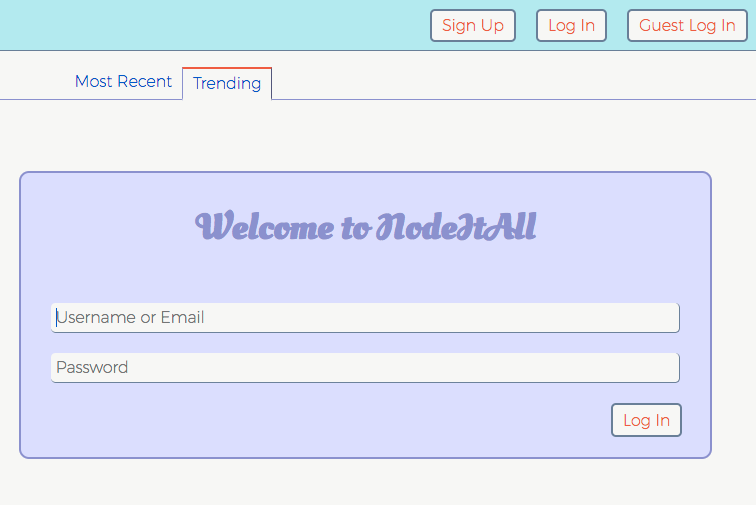 Sign Up Log In Guest Log In
Most Recent Trending
Welcome to NodeItAll
Username or Email
Password
Log In